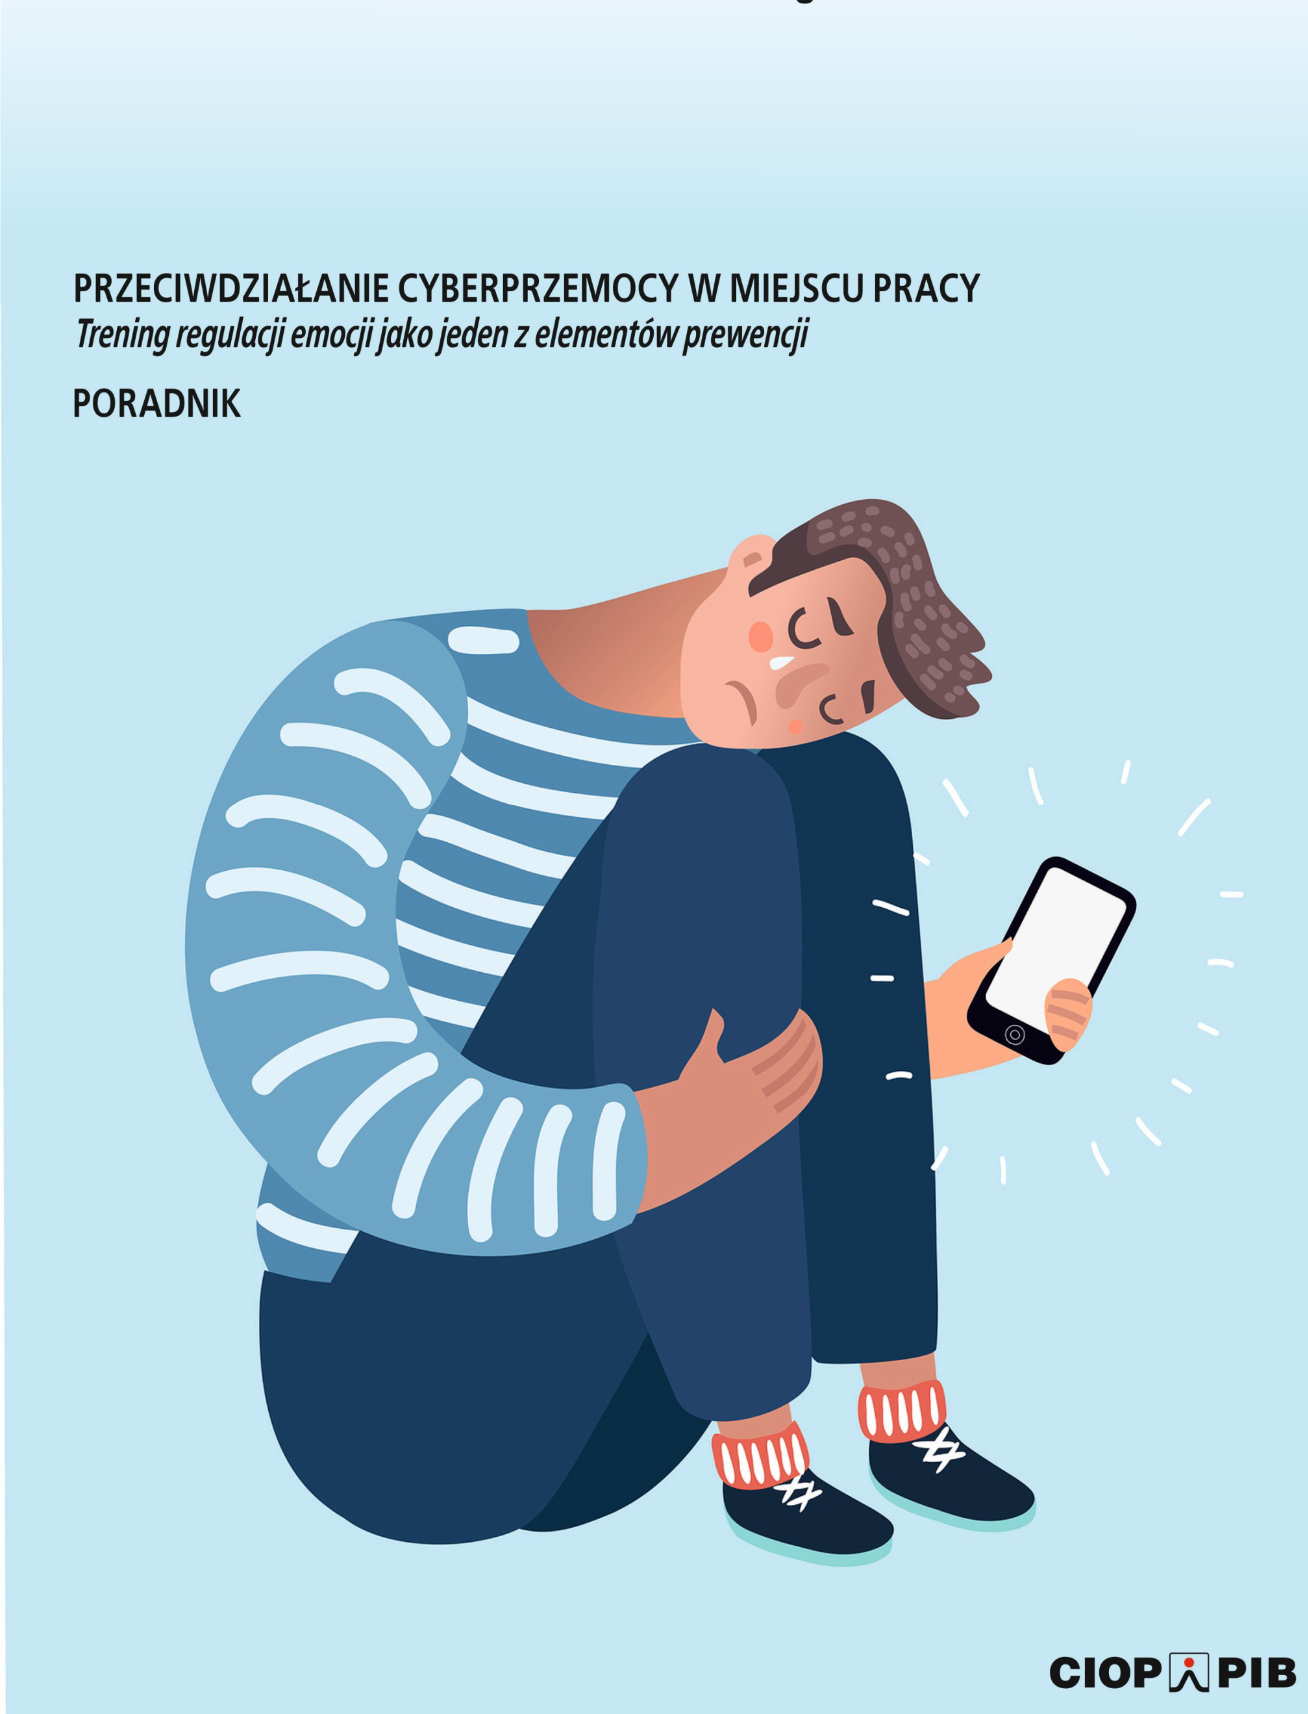 PRZECIWDZIAŁANIE CYBERPRZEMOCY W MIEJSCU PRACY
Trening regulacji emocji jako jeden z elementów prewencji
PORADNIK
CIOP PIB